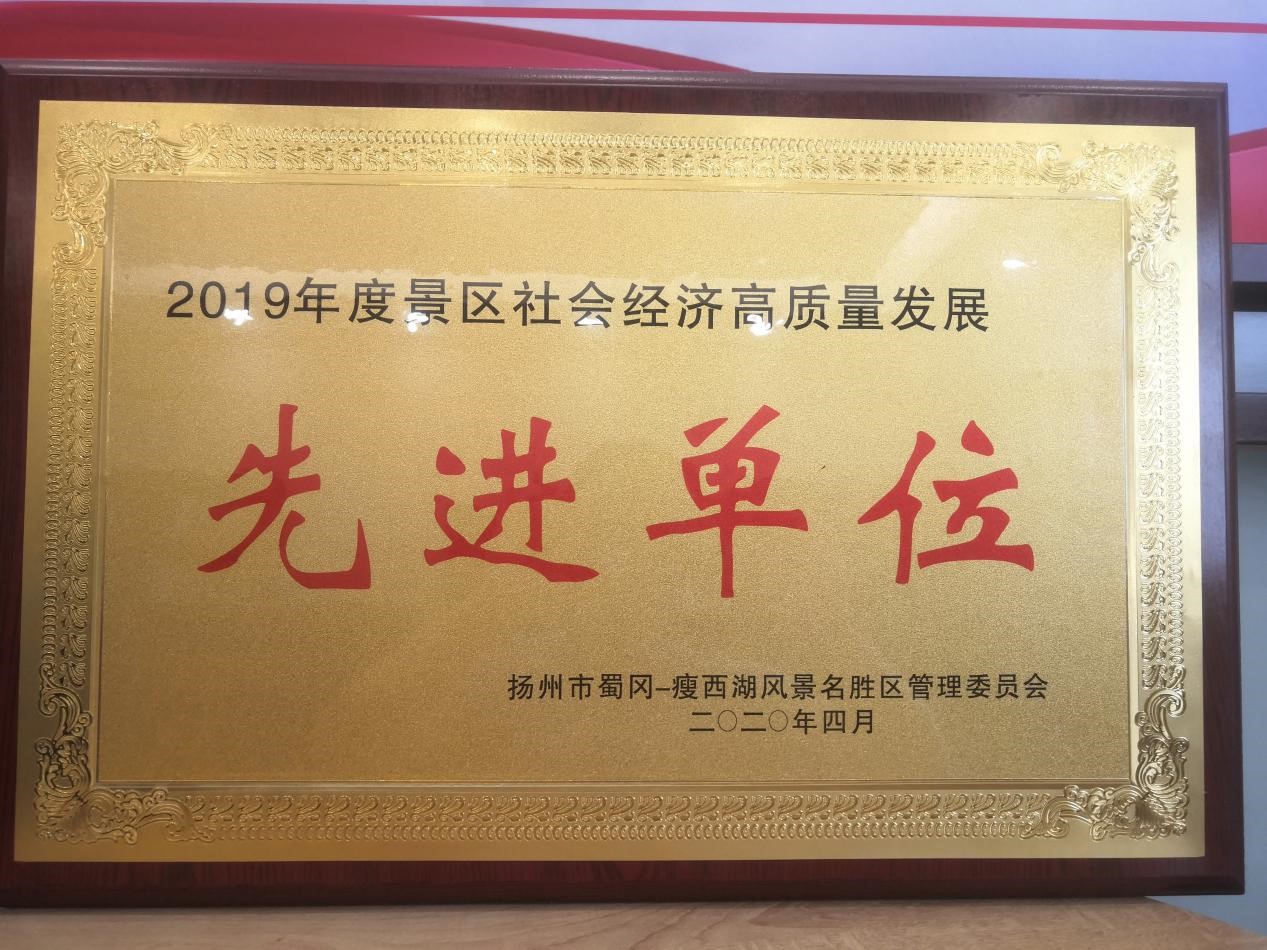 2019年度景区社会经济高质量发展
先进单位
扬州市蜀冈-瘦西湖风景名胜区管理委员会
二〇二〇年四月